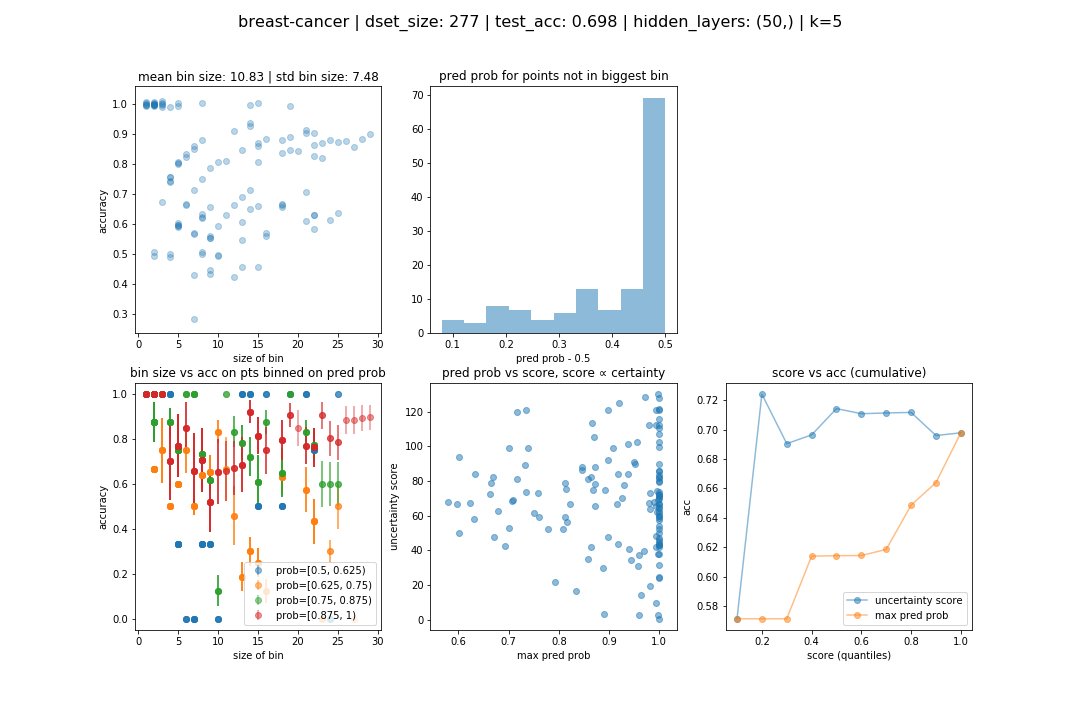 breast-cancer | dset_size: 277 | test_acc: 0.698 | hidden_layers: (50,) | k=5
mean bin size: 10.83 | std bin size: 7.48
1.0
0.9
0.8
0.7
0.6
0.5
0.4
0.3
accuracy
0 5 10 15 20 25 30
size of bin
pred prob for points not in biggest bin
70
60
50
40
30
20
10
0
0.1 0.2 0.3 0.4 0.5
pred prob - 0.5
bin size vs acc on pts binned on pred prob
1.0
0.8
0.6
0.4
0.2
0.0
accuracy
prob=[0.5, 0.625)
prob=[0.625, 0.75)
prob=[0.75, 0.875)
prob=[0.875, 1)
0 5 10 15 20 25 30
size of bin
pred prob vs score, score ∝ certainty
120
100
80
60
40
20
0
uncertainty score
0.6 0.7 0.8 0.9 1.0
max pred prob
score vs acc (cumulative)
0.72
0.70
0.68
0.66
0.64
0.62
0.60
0.58
acc
uncertainty score
max pred prob
0.2 0.4 0.6 0.8 1.0
score (quantiles)